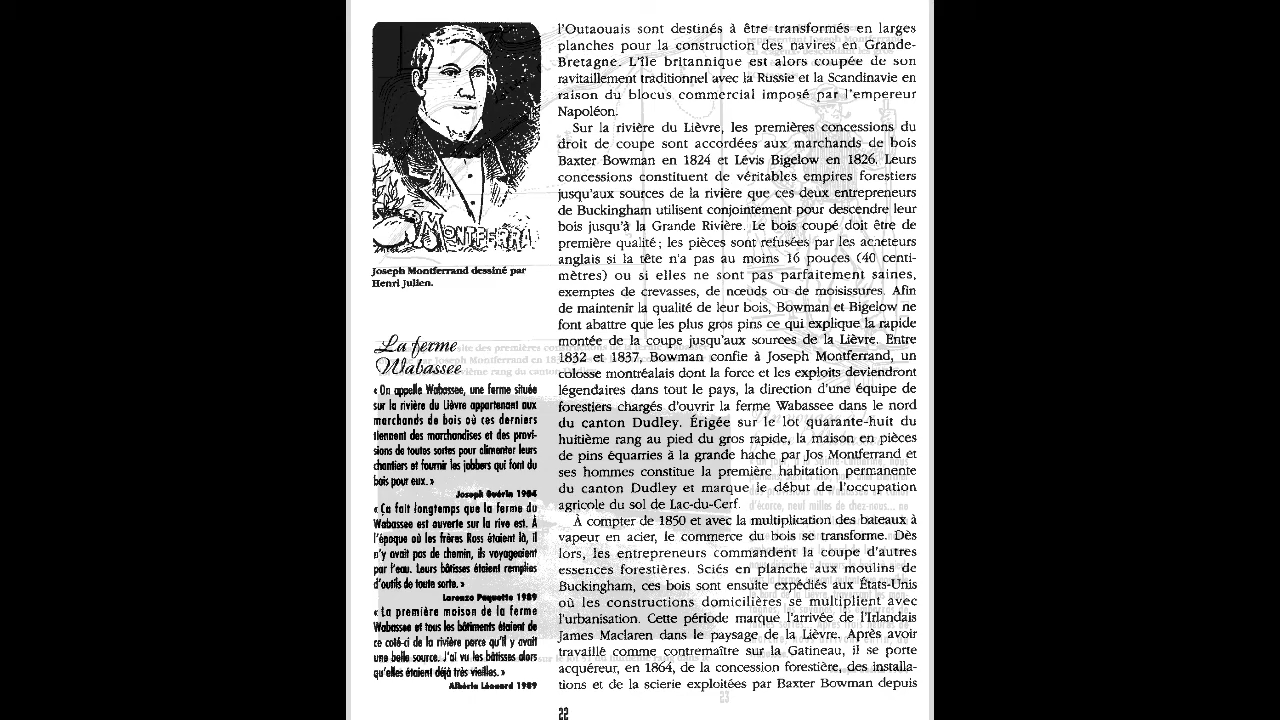 MONTFERRA
Joseph Montferrand dessiné par
Henri Julien.
La ferme
Wabassee
« On appelle Wabassee, une ferme située
sur la rivière du Lièvre appartenant aux
marchands de bois où ces derniers
tiennent des marchandises et des provi-
sions de toutes sortes pour alimenter leurs
chantiers et fournir les jobbers qui font du
bois pour eux. »
Joseph Guérin 1904
« Ça fait longtemps que la ferme du
Wabassee est ouverte sur la rive est. À
l'époque où les frères Ross étaient là, il
n'y avait pas de chemin, ils voyageaient
par l'eau. Leurs bâtisses étaient remplies
d'outils de toute sorte. »
Lorenzo Paquette 1989
« La première maison de la ferme
Wabassee et tous les bâtiments étaient de
ce coté-ci de la rivière parce qu'il y avait
une belle source. J'ai vu les bâtisses alors
qu'elles étaient déjà très vieilles. »
Alberta Léonard 1989
l'Outaouais sont destinés à être transformés en larges
planches pour la construction des navires en Grande-
Bretagne. L'île britannique est alors coupée de son
ravitaillement traditionnel avec la Russie et la Scandinavie en
raison du blocus commercial imposé par l'empereur
Napoléon.
Sur la rivière du Lièvre, les premières concessions du
droit de coupe sont accordées aux marchands de bois
Baxter Bowman en 1824 et Lévis Bigelow en 1826. Leurs
concessions constituent de véritables empires forestiers
jusqu'aux sources de la rivière que ces deux entrepreneurs
de Buckingham utilisent conjointement pour descendre leur
bois jusqu'à la Grande Rivière. Le bois coupé doit être de
première qualité; les pièces sont refusées par les acheteurs
anglais si la tête n'a pas au moins 16 pouces (40 centi-
mètres) ou si elles ne sont pas parfaitement saines,
exemptes de crevasses, de nœuds ou de moisissures. Afin
de maintenir la qualité de leur bois, Bowman et Bigelow ne
font abattre que les plus gros pins ce qui explique la rapide
montée de la coupe jusqu'aux sources de la Lièvre. Entre
1832 et 1837, Bowman confie à Joseph Montferrand, un
colosse montréalais dont la force et les exploits deviendront
légendaires dans tout le pays, la direction d'une équipe de
forestiers chargés d'ouvrir la ferme Wabassee dans le nord
du canton Dudley. Érigée sur le lot quarante-huit du
huitième rang au pied du gros rapide, la maison en pièces
de pins équarries à la grande hache par Jos Montferrand et
ses hommes constitue la première habitation permanente
du canton Dudley et marque le début de l'occupation
agricole du sol de Lac-du-Cerf.
À compter de 1850 et avec la multiplication des bateaux à
vapeur en acier, le commerce du bois se transforme. Dès
lors, les entrepreneurs commandent la coupe d'autres
essences forestières. Sciés en planche aux moulins de
Buckingham, ces bois sont ensuite expédiés aux États-Unis
où les constructions domicilières se multiplient avec
l'urbanisation. Cette période marque l'arrivée de l'Irlandais
James Maclaren dans le paysage de la Lièvre. Après avoir
travaillé comme contremaître sur la Gatineau, il se porte
acquéreur, en 1864, de la concession forestière, des installa-
tions et de la scierie exploitées par Baxter Bowman depuis
22